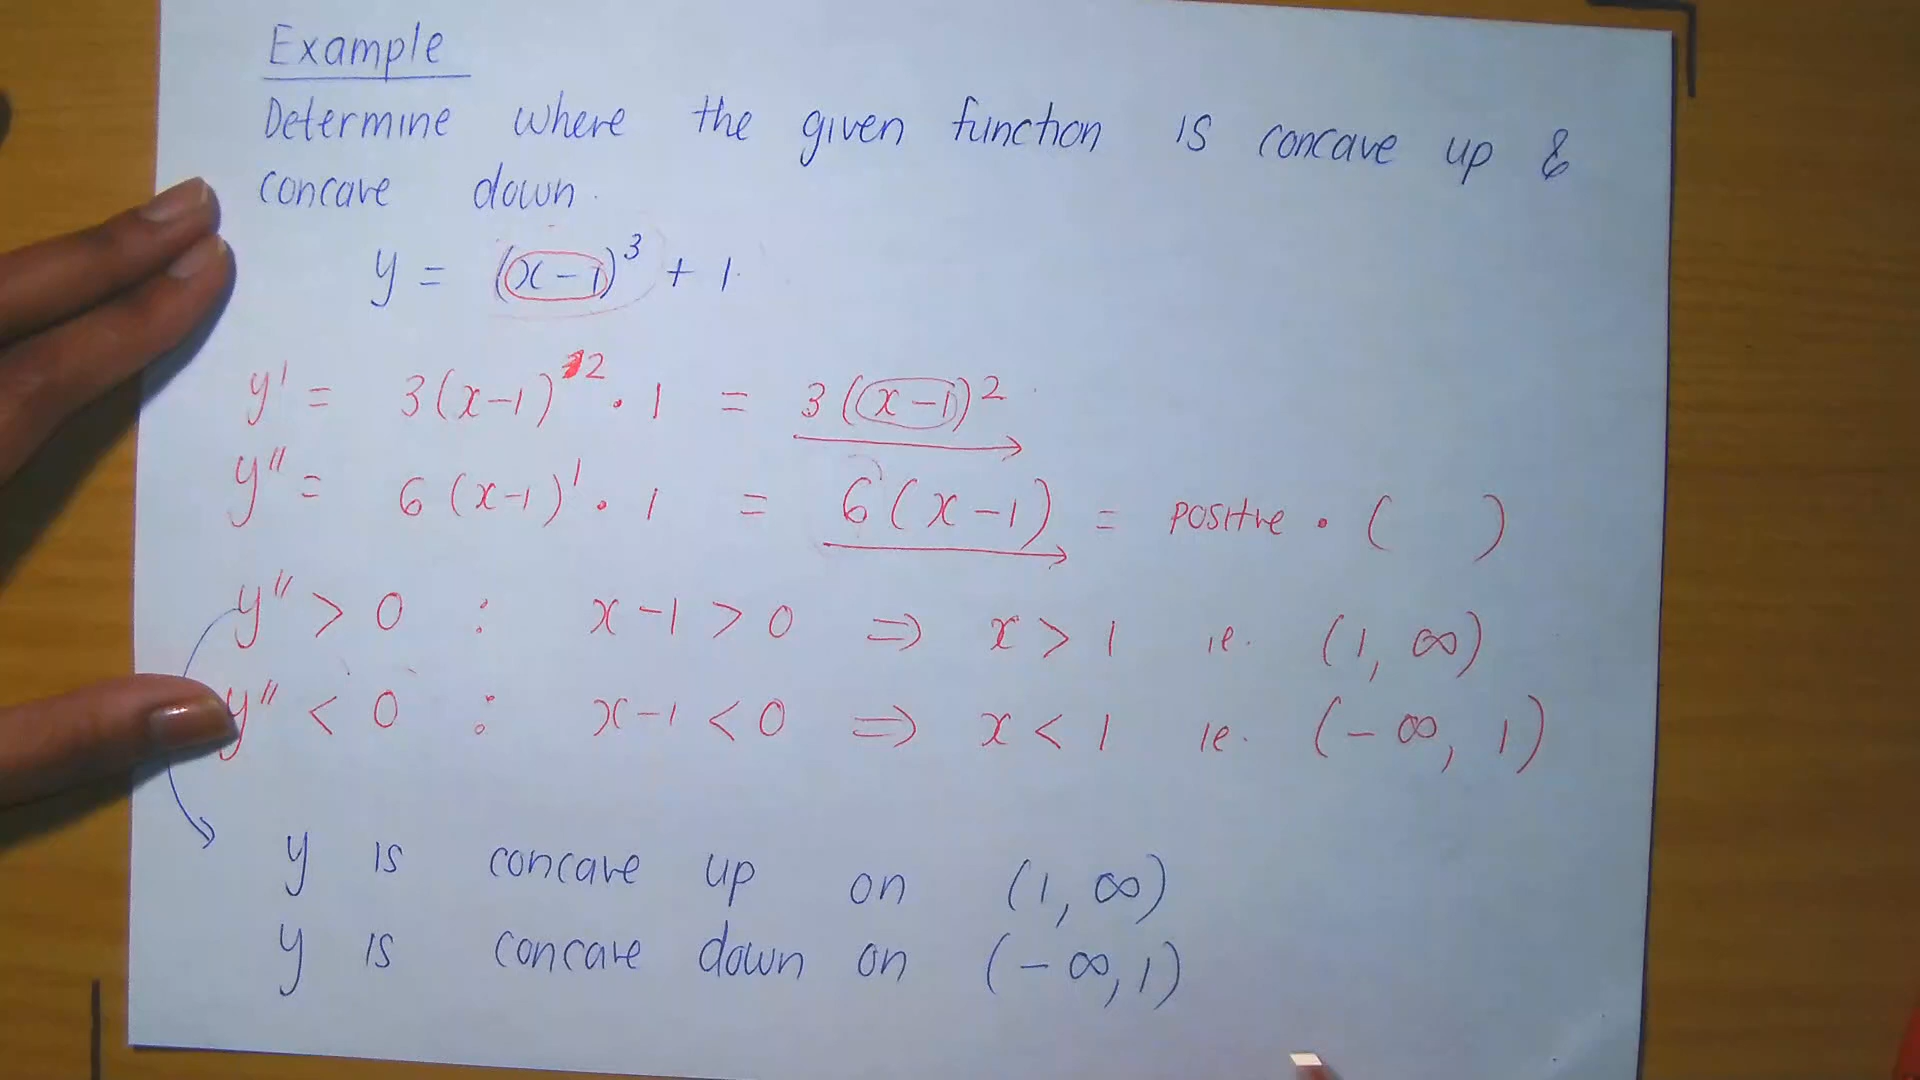 Example
Determine where the given function is concave up &
concave down.
y = (x-1)³ + 1.
y' = 3(x-1)² · 1 = 3(x-1)²
y'' = 6(x-1)¹ · 1 = 6(x-1) = positive · ( )
y'' > 0 : x-1 > 0 ⇒ x > 1 ie. (1, ∞)
y'' < 0 : x-1 < 0 ⇒ x < 1 ie. (-∞, 1)
y is concave up on (1, ∞)
y is concave down on (-∞, 1)